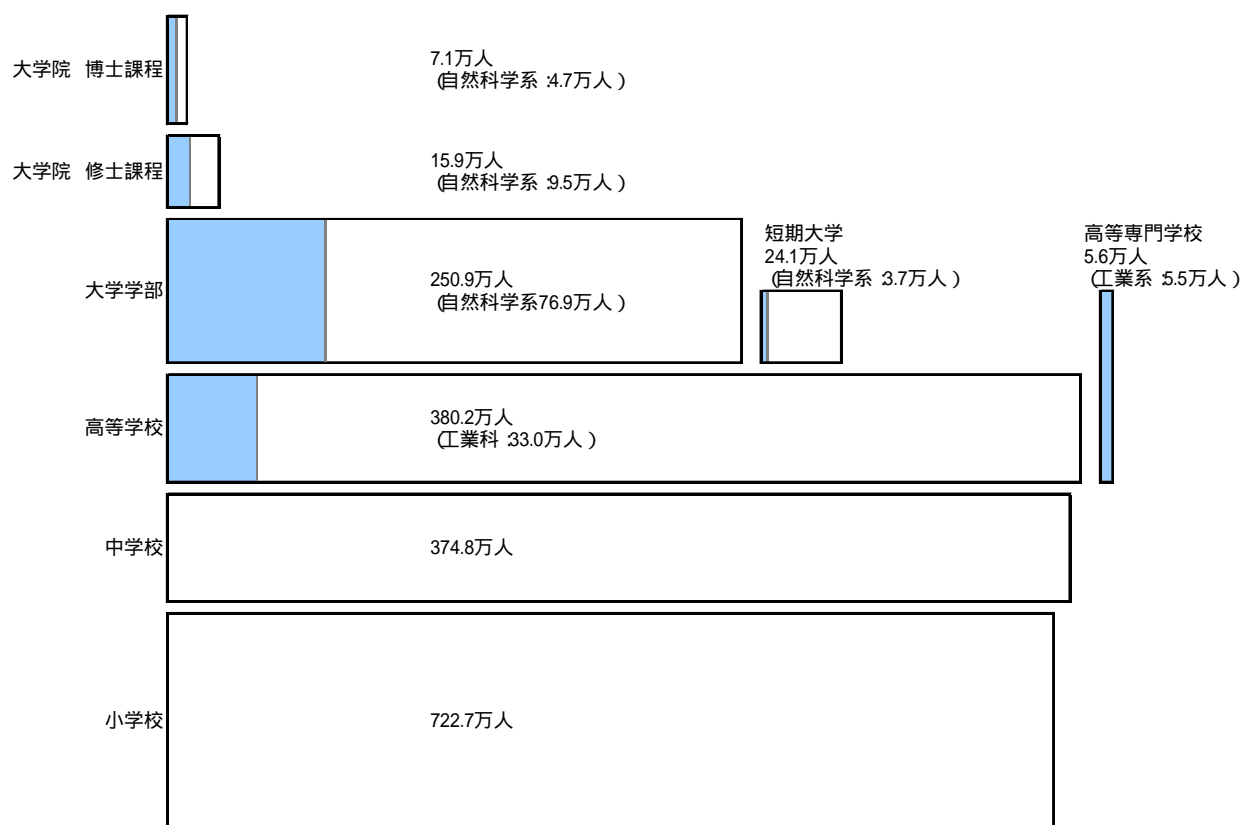 大学院 博士課程
7.1万人
(自然科学系:4.7万人)
大学院 修士課程
15.9万人
(自然科学系:9.5万人)
大学学部
250.9万人
(自然科学系76.9万人)
短期大学
24.1万人
(自然科学系:3.7万人)
高等専門学校
5.6万人
(工業系:5.5万人)
高等学校
380.2万人
(工業科:33.0万人)
中学校
374.8万人
小学校
722.7万人